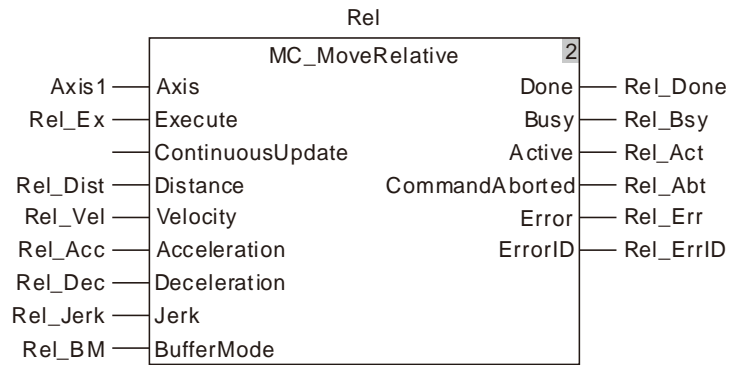 Rel
MC_MoveRelative 2
Axis1 Axis Done Rel_Done
Rel_Ex Execute Busy Rel_Bsy
ContinuousUpdate Active Rel_Act
Rel_Dist Distance CommandAborted Rel_Abt
Rel_Vel Velocity Error Rel_Err
Rel_Acc Acceleration ErrorID Rel_ErrID
Rel_Dec Deceleration
Rel_Jerk Jerk
Rel_BM BufferMode